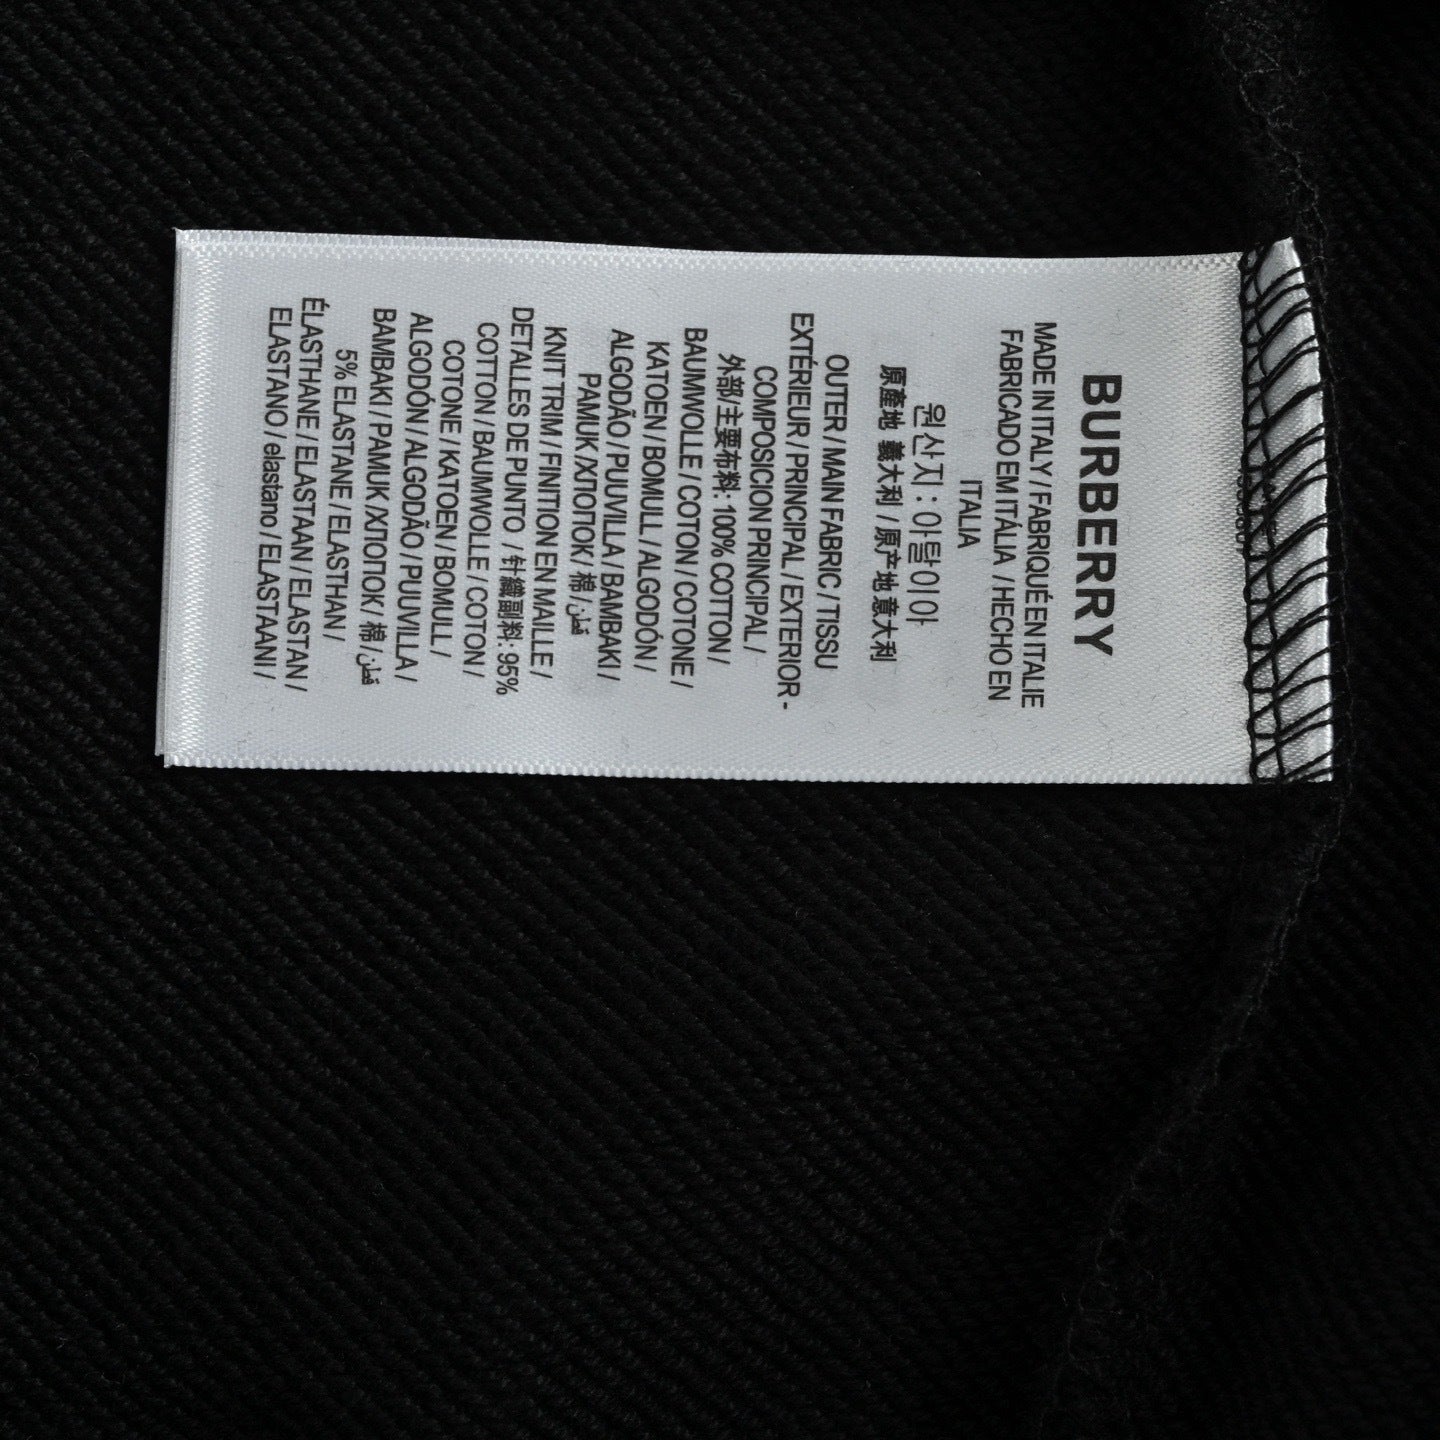 BURBERRY
MADE IN ITALY / FABRIQUÉ EN ITALIE
FABRICADO EM ITÁLIA / HECHO EN
ITALIA
원산지 : 아탈이아
原產地 義大利 / 原产地 意大利
OUTER / MAIN FABRIC / TISSU
EXTÉRIEUR / PRINCIPAL / EXTERIOR -
COMPOSICION PRINCIPAL /
外部/主要布料: 100% COTTON /
BAUMWOLLE / COTON / COTONE /
KATOEN / BOMULL / ALGODÓN /
ALGODÃO / PUUVILLA / BAMBAKI /
PAMUK /ΧΙΠΟΠΟΚ / 棉 / قطن
KNIT TRIM / FINITION EN MAILLE /
DETALLES DE PUNTO / 針織副料: 95%
COTTON / BAUMWOLLE / COTON /
COTONE / KATOEN / BOMULL /
ALGODÓN / ALGODÃO / PUUVILLA /
BAMBAKI / PAMUK /ΧΙΠΟΠΟΚ/ 棉 / قطن
5% ELASTANE / ELASTHAN /
ÉLASTHANE / ELASTAAN / ELASTAN /
ELASTANO / elastano / ELASTAANI /